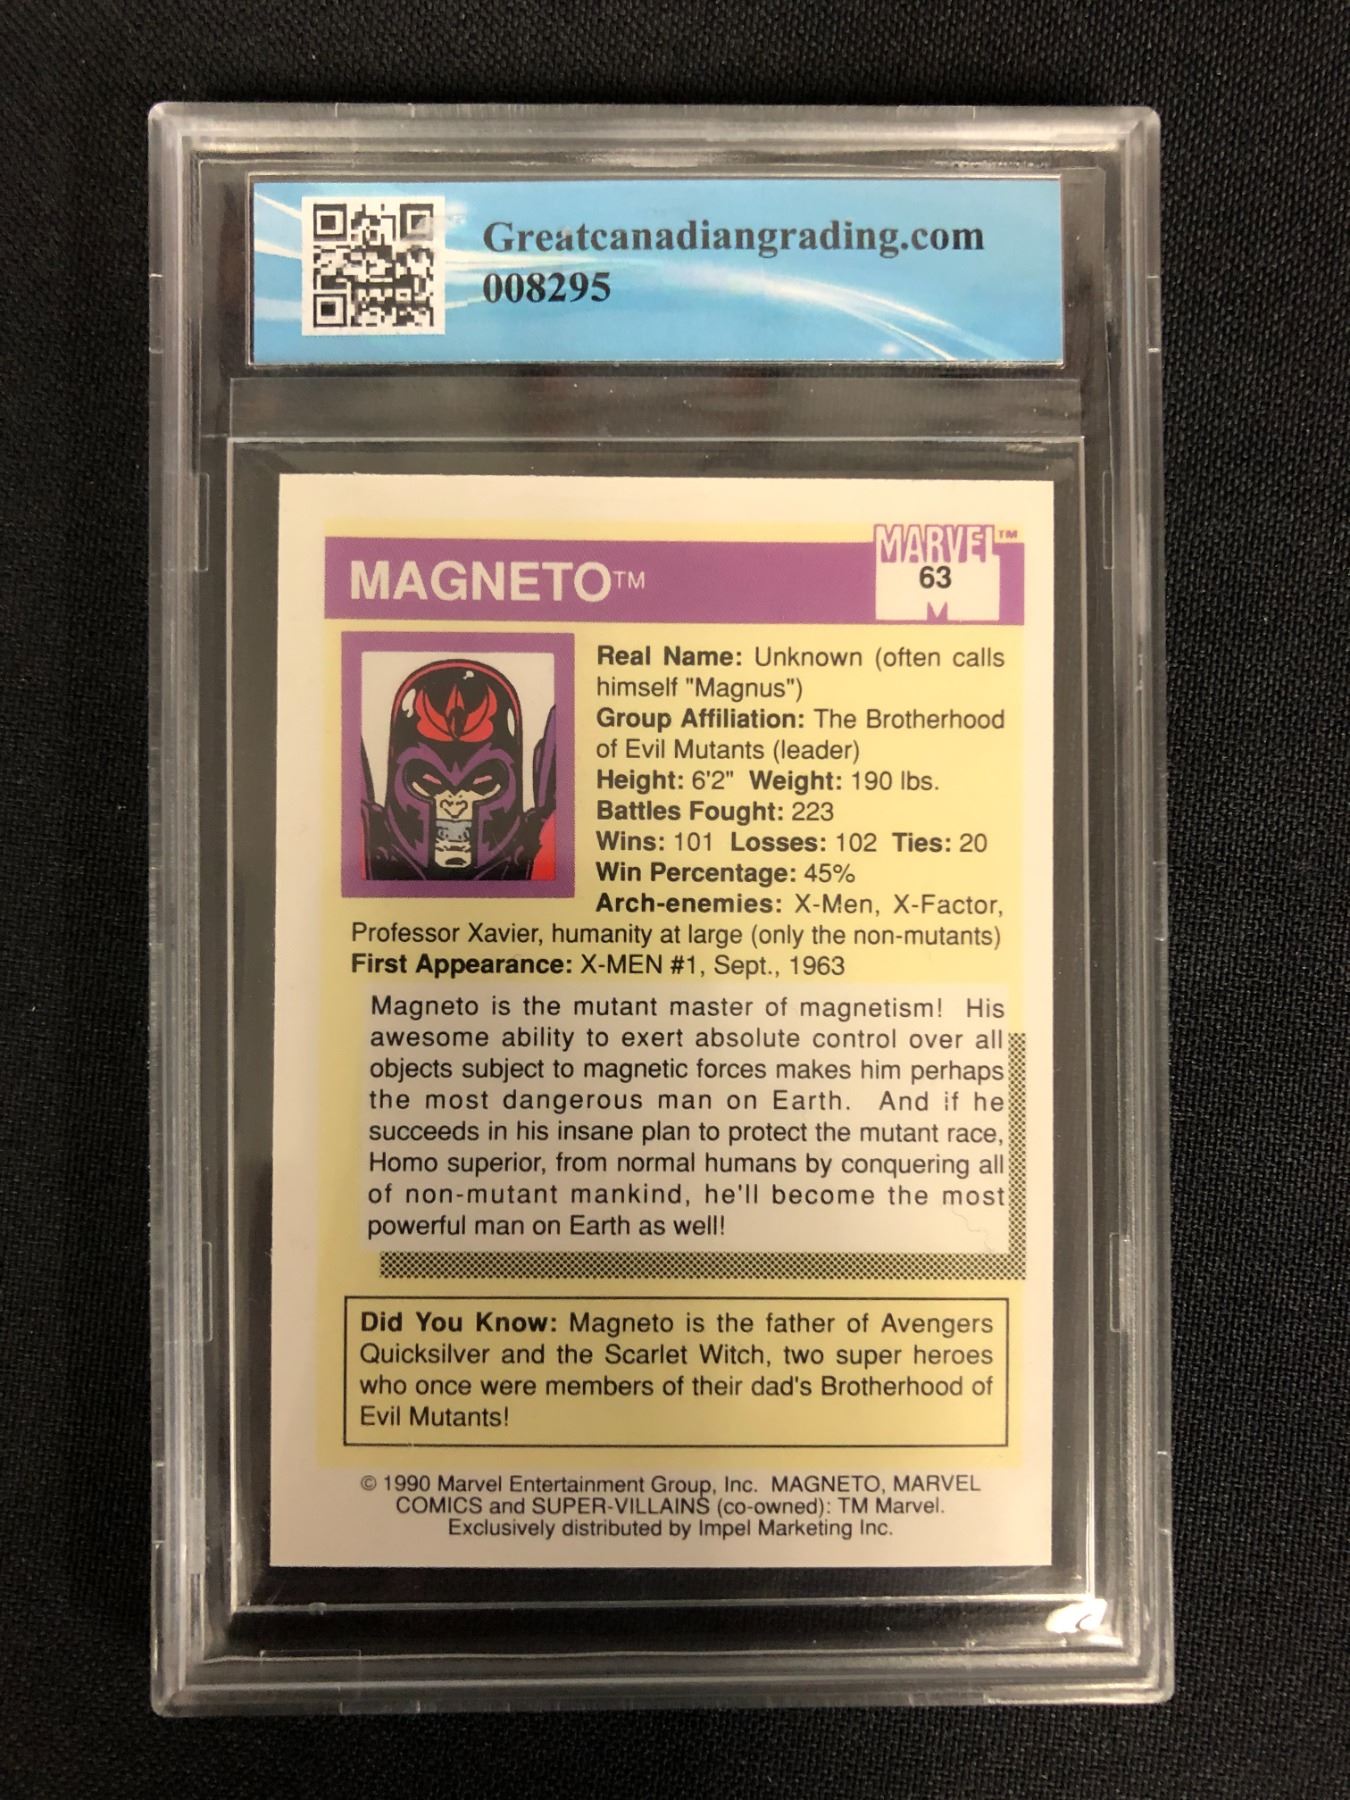 Greatcanadiangrading.com
008295
MARVEL™
MAGNETO™
63
Real Name: Unknown (often calls
himself "Magnus")
Group Affiliation: The Brotherhood
of Evil Mutants (leader)
Height: 6'2" Weight: 190 lbs.
Battles Fought: 223
Wins: 101 Losses: 102 Ties: 20
Win Percentage: 45%
Arch-enemies: X-Men, X-Factor,
Professor Xavier, humanity at large (only the non-mutants)
First Appearance: X-MEN #1, Sept., 1963
Magneto is the mutant master of magnetism! His
awesome ability to exert absolute control over all
objects subject to magnetic forces makes him perhaps
the most dangerous man on Earth. And if he
succeeds in his insane plan to protect the mutant race,
Homo superior, from normal humans by conquering all
of non-mutant mankind, he'll become the most
powerful man on Earth as well!
Did You Know: Magneto is the father of Avengers
Quicksilver and the Scarlet Witch, two super heroes
who once were members of their dad's Brotherhood of
Evil Mutants!
© 1990 Marvel Entertainment Group, Inc. MAGNETO, MARVEL
COMICS and SUPER-VILLAINS (co-owned): TM Marvel.
Exclusively distributed by Impel Marketing Inc.